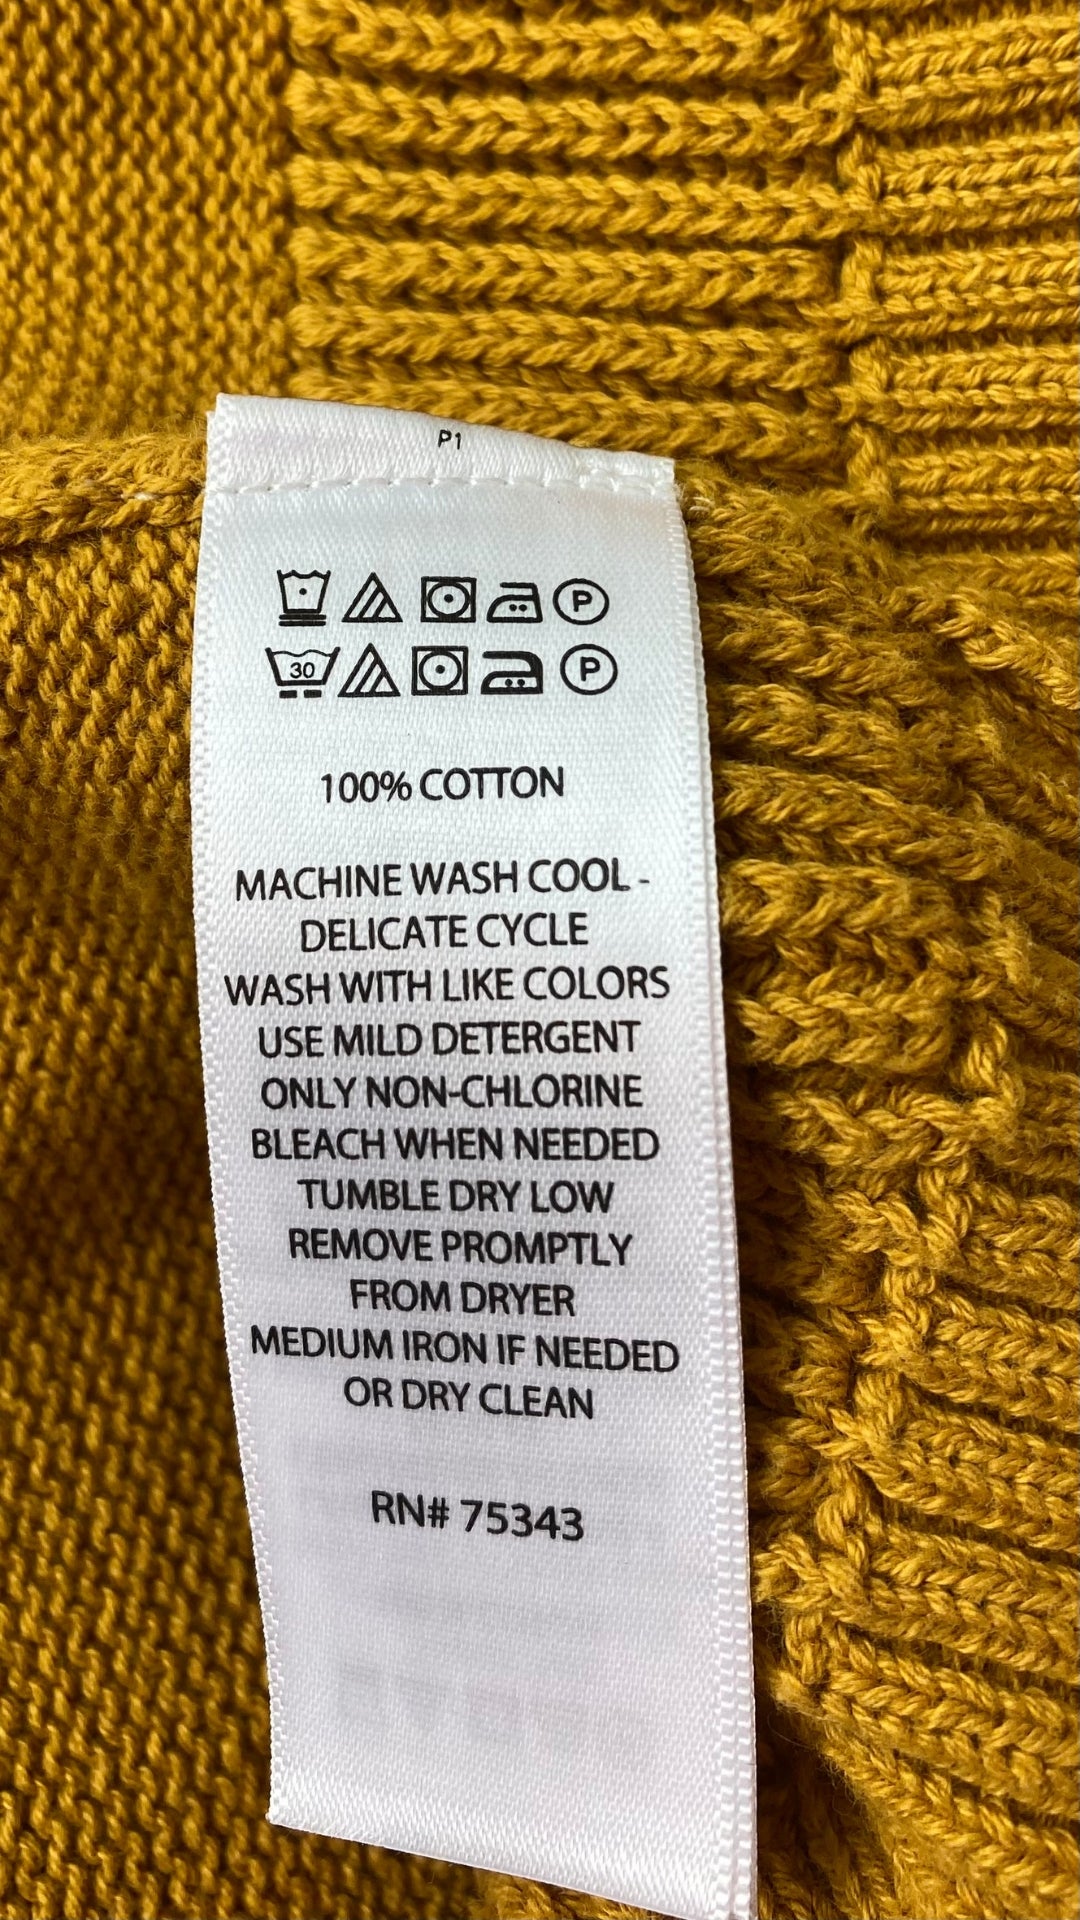 P1
P
30 P
100% COTTON
MACHINE WASH COOL -
DELICATE CYCLE
WASH WITH LIKE COLORS
USE MILD DETERGENT
ONLY NON-CHLORINE
BLEACH WHEN NEEDED
TUMBLE DRY LOW
REMOVE PROMPTLY
FROM DRYER
MEDIUM IRON IF NEEDED
OR DRY CLEAN
RN# 75343